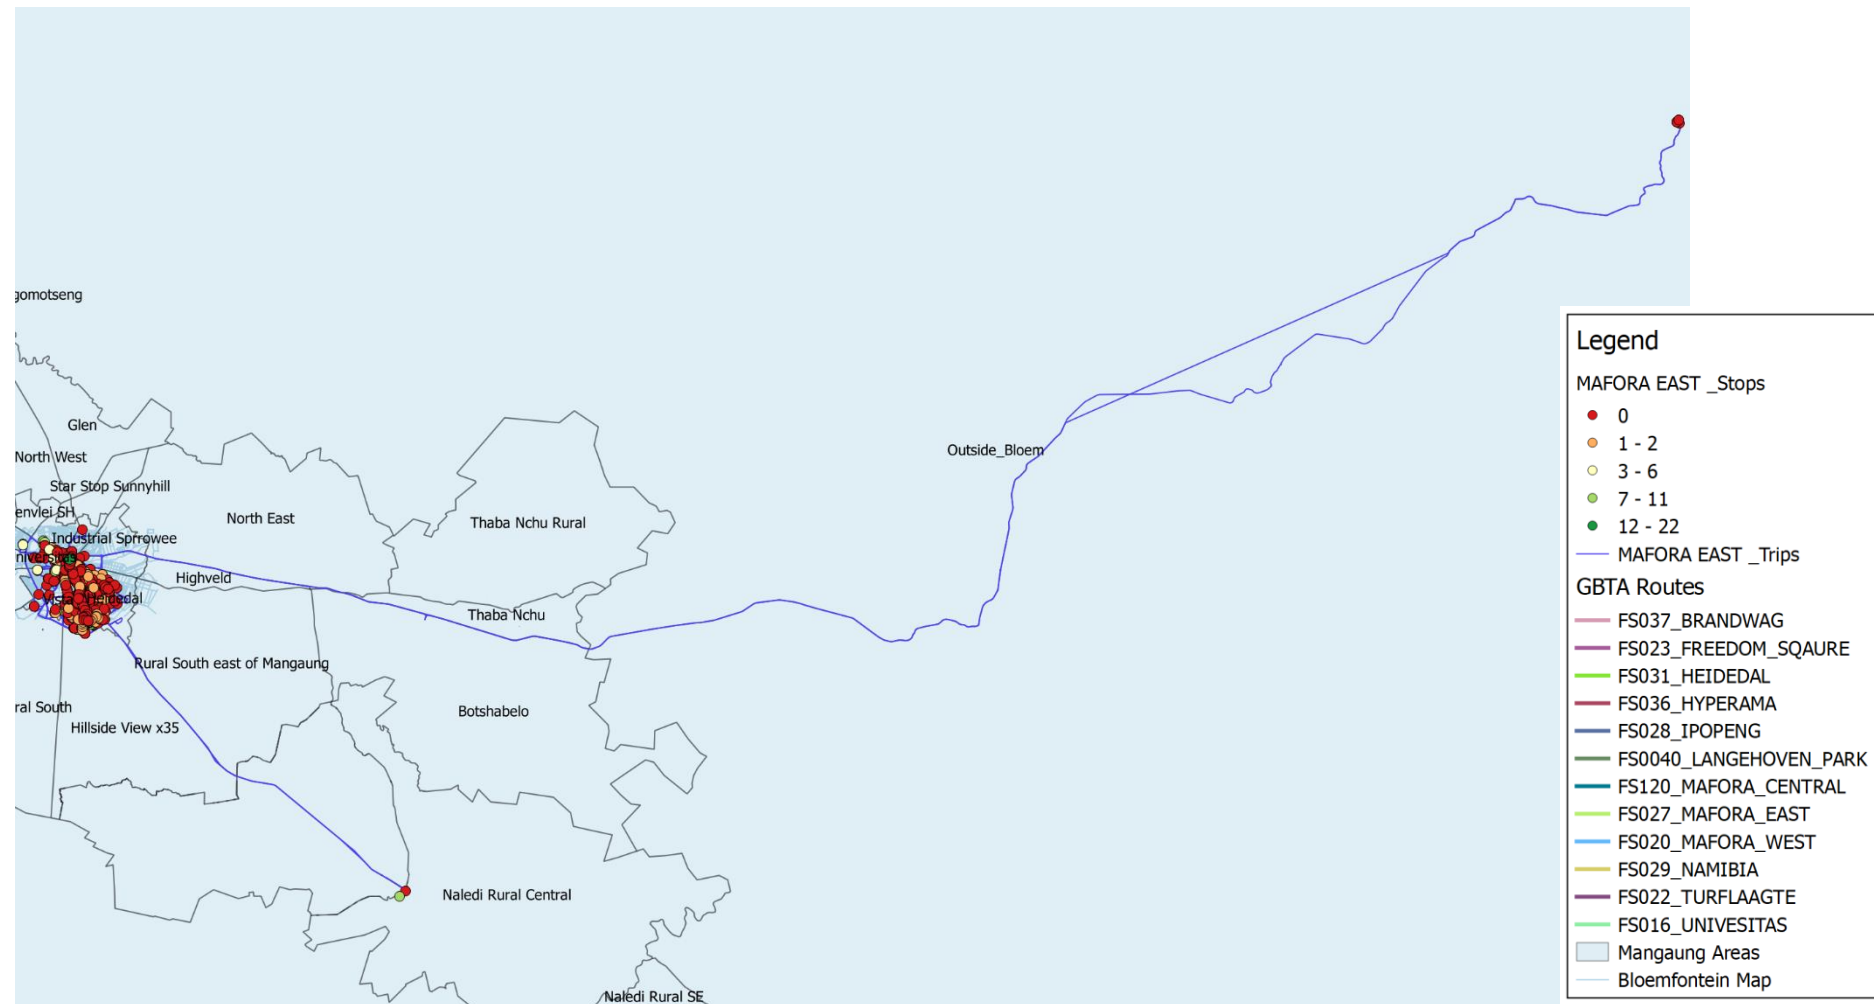 gomotseng
Glen
North West
Star Stop Sunnyhill
envlei SH
North East
Thaba Nchu Rural
Outside_Bloem
Industrial Sprrowee
Highveld
Thaba Nchu
Rural South east of Mangaung
ral South
Hillside View x35
Botshabelo
Naledi Rural Central
Naledi Rural SE
Legend
MAFORA EAST _Stops
0
1 - 2
3 - 6
7 - 11
12 - 22
MAFORA EAST _Trips
GBTA Routes
FS037_BRANDWAG
FS023_FREEDOM_SQAURE
FS031_HEIDEDAL
FS036_HYPERAMA
FS028_IPOPENG
FS0040_LANGEHOVEN_PARK
FS120_MAFORA_CENTRAL
FS027_MAFORA_EAST
FS020_MAFORA_WEST
FS029_NAMIBIA
FS022_TURFLAAGTE
FS016_UNIVESITAS
Mangaung Areas
Bloemfontein Map